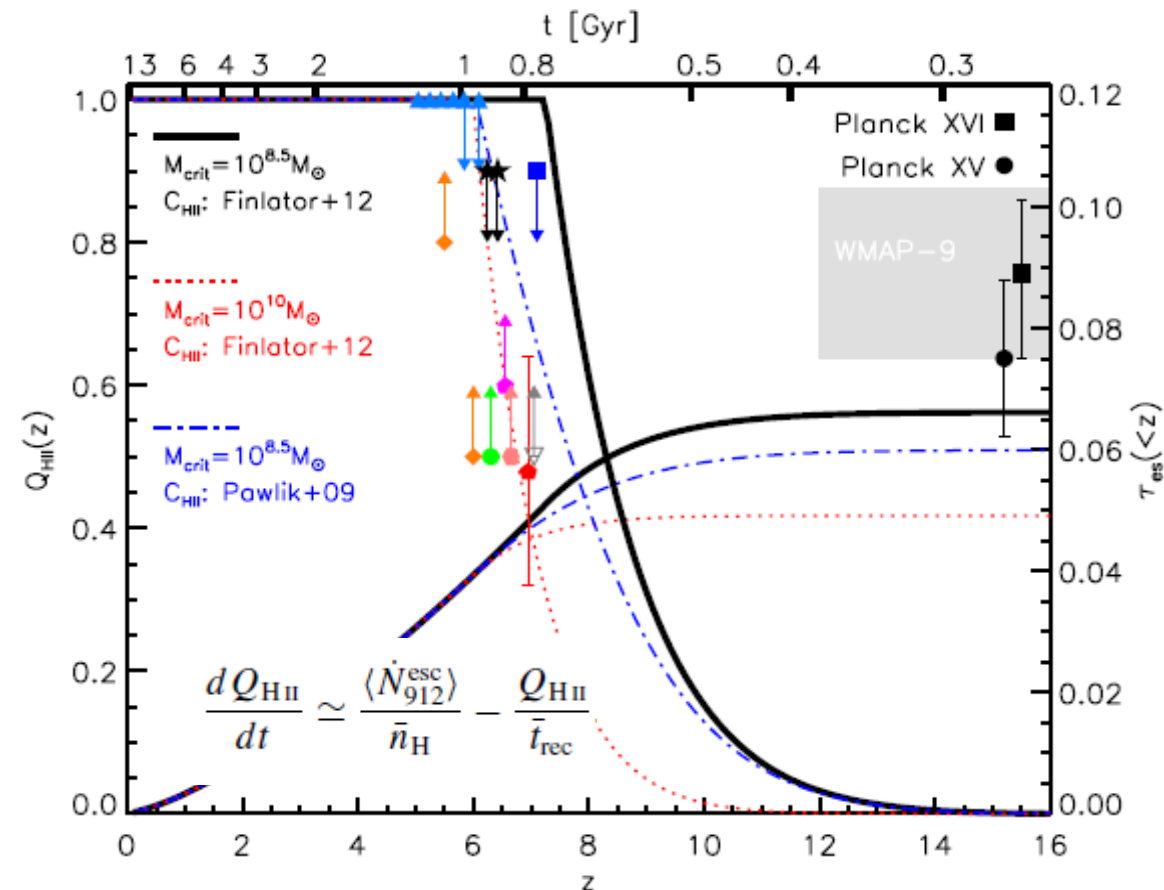 t [Gyr]
13 6 4 3 2 1 0.8 0.5 0.4 0.3
1.0
0.8
0.6
0.4
0.2
0.0
Q_HII(z)
M_crit=10^8.5 M_⊙
C_HII: Finlator+12
M_crit=10^10 M_⊙
C_HII: Finlator+12
M_crit=10^8.5 M_⊙
C_HII: Pawlik+09
Planck XVI
Planck XV
WMAP-9
0.12
0.10
0.08
0.06
0.04
0.02
0.00
τ_es(<z)
dQ_HII/dt ≃ ⟨Ṅ_912^esc⟩/n̄_H − Q_HII/t̄_rec
0 2 4 6 8 10 12 14 16
z